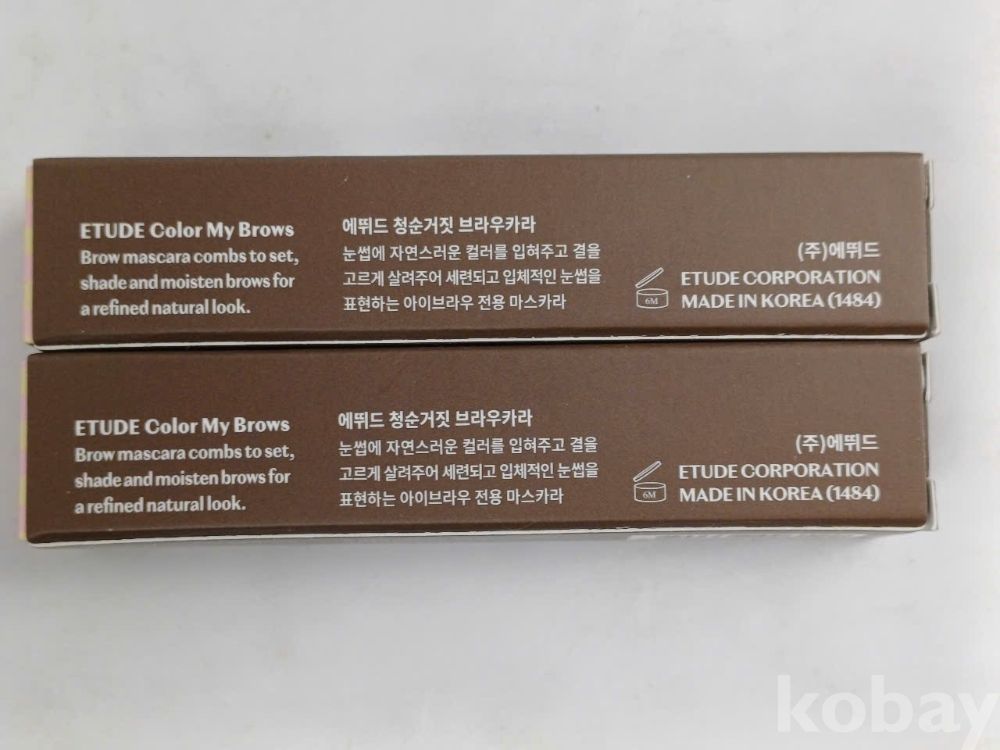 ETUDE Color My Brows
Brow mascara combs to set,
shade and moisten brows for
a refined natural look.
에뛰드 청순거짓 브라우카라
눈썹에 자연스러운 컬러를 입혀주고 결을
고르게 살려주어 세련되고 입체적인 눈썹을
표현하는 아이브라우 전용 마스카라
6M
(주)에뛰드
ETUDE CORPORATION
MADE IN KOREA (1484)
ETUDE Color My Brows
Brow mascara combs to set,
shade and moisten brows for
a refined natural look.
에뛰드 청순거짓 브라우카라
눈썹에 자연스러운 컬러를 입혀주고 결을
고르게 살려주어 세련되고 입체적인 눈썹을
표현하는 아이브라우 전용 마스카라
6M
(주)에뛰드
ETUDE CORPORATION
MADE IN KOREA (1484)
kobay